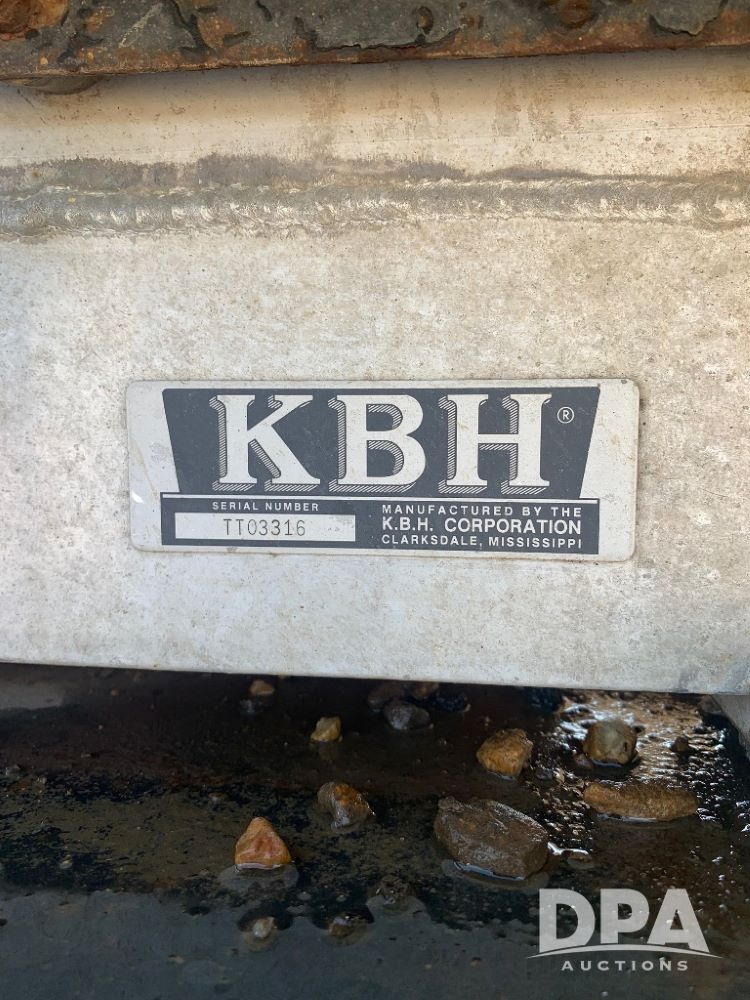 KBH®
SERIAL NUMBER
TT03316
MANUFACTURED BY THE
K.B.H. CORPORATION
CLARKSDALE, MISSISSIPPI
DPA
AUCTIONS